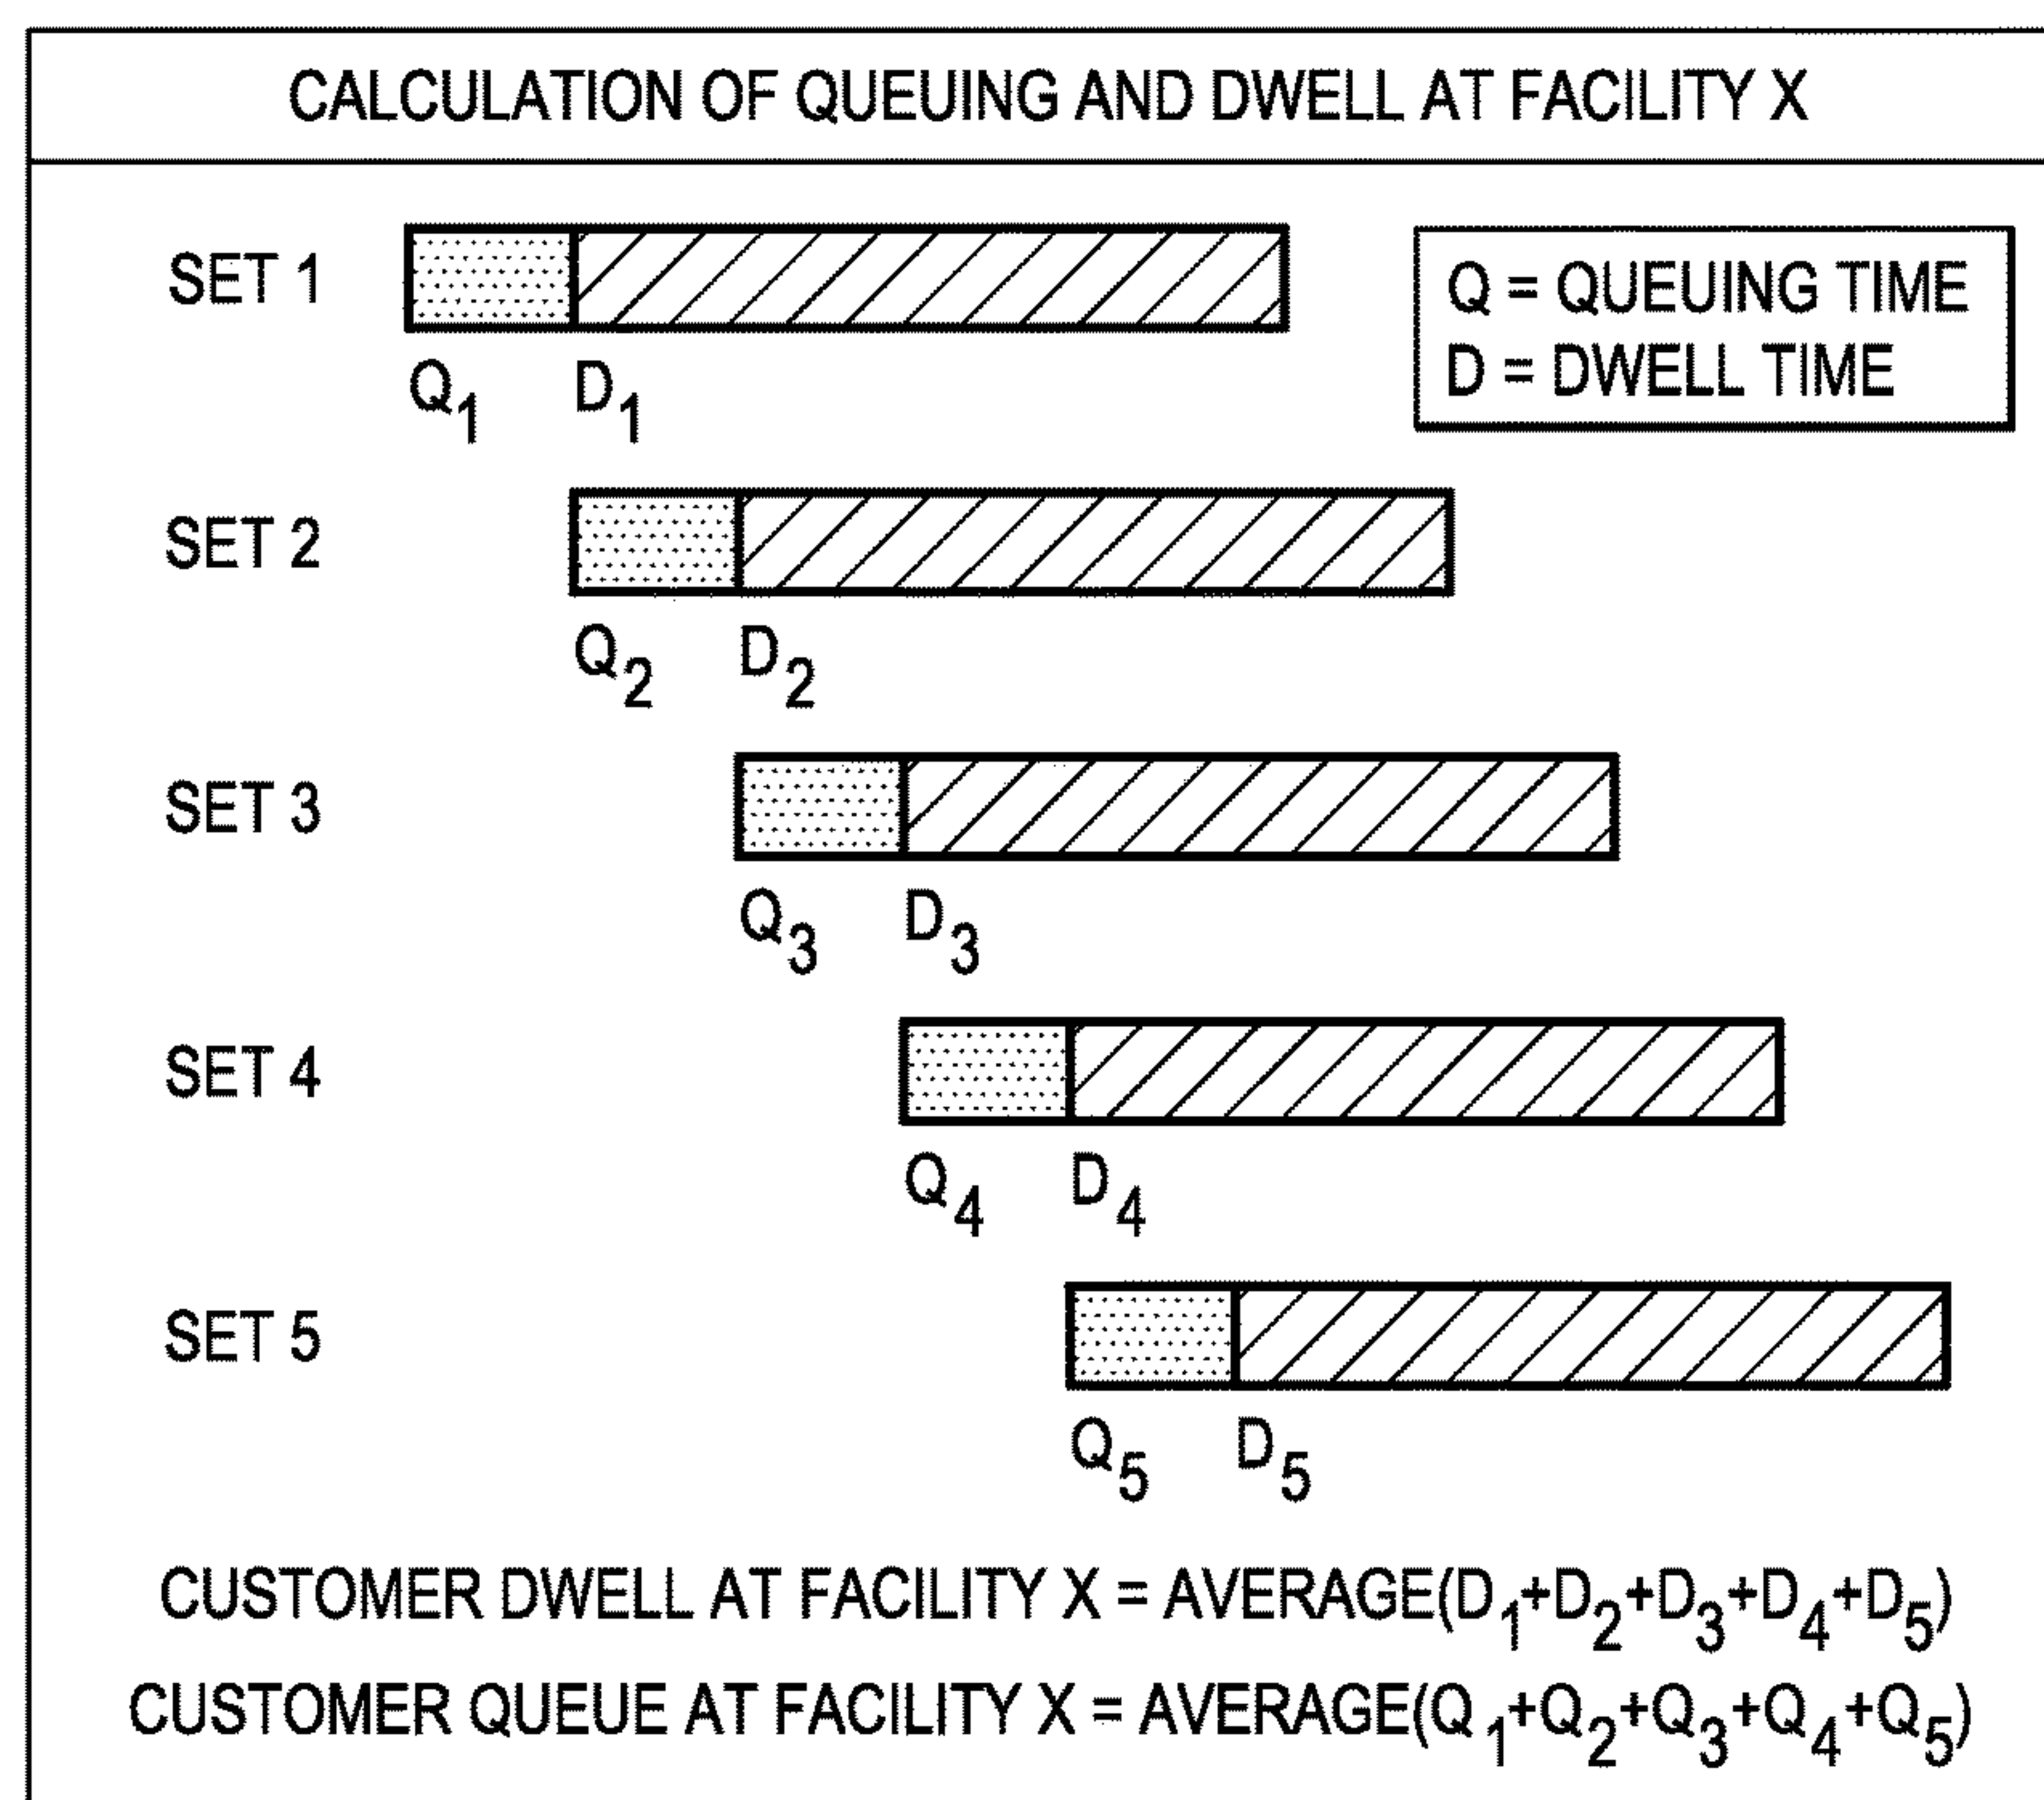 CALCULATION OF QUEUING AND DWELL AT FACILITY X
SET 1
Q = QUEUING TIME
D = DWELL TIME
Q1 D1
SET 2
Q2 D2
SET 3
Q3 D3
SET 4
Q4 D4
SET 5
Q5 D5
CUSTOMER DWELL AT FACILITY X = AVERAGE(D1+D2+D3+D4+D5)
CUSTOMER QUEUE AT FACILITY X = AVERAGE(Q1+Q2+Q3+Q4+Q5)